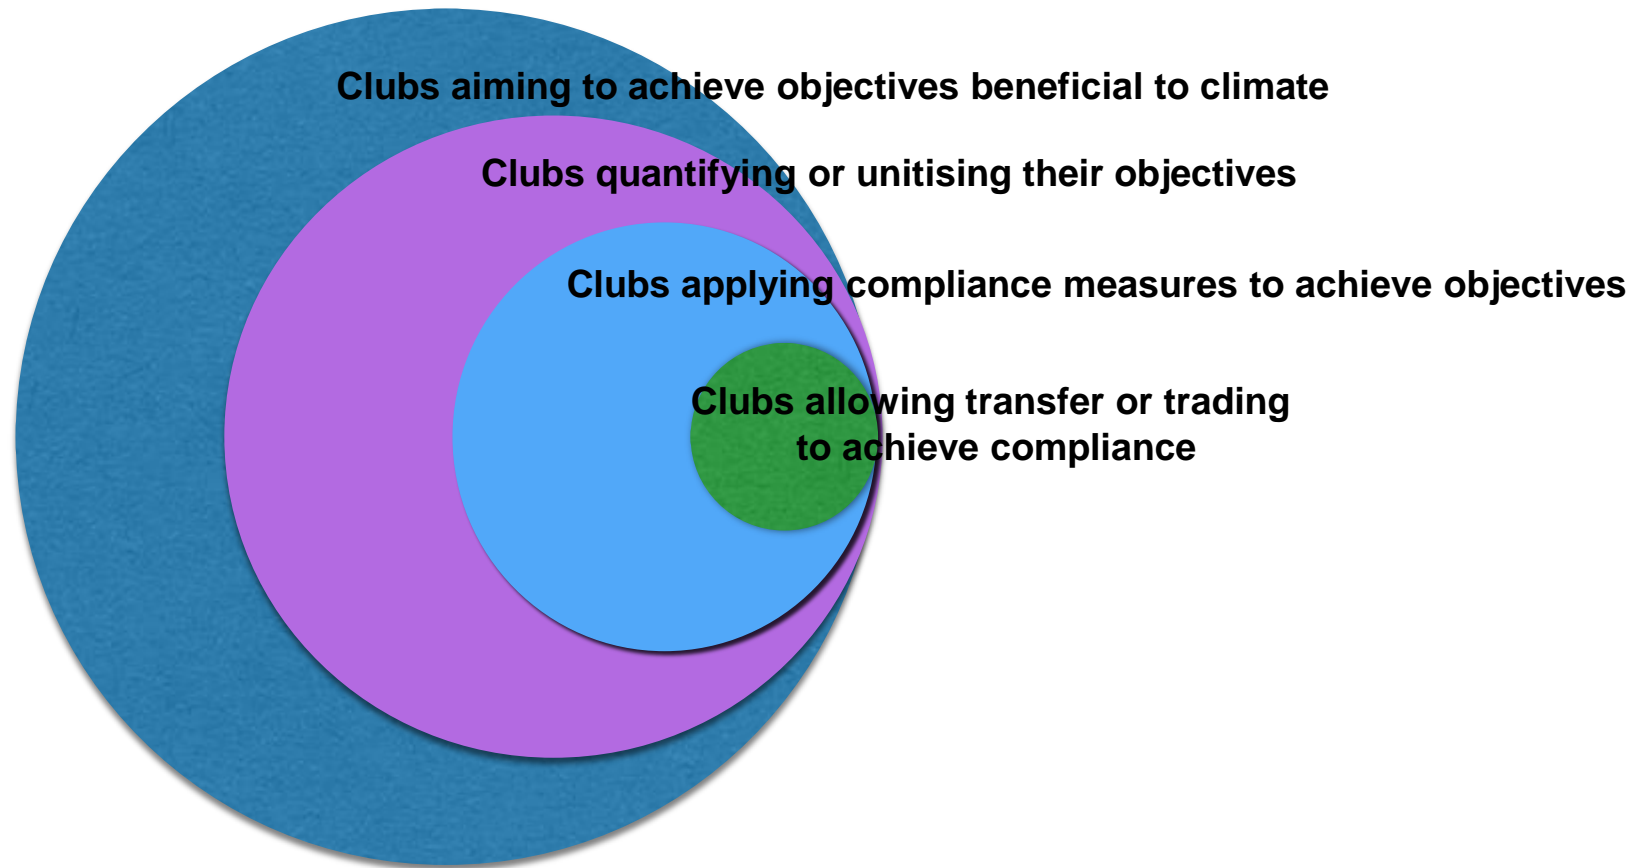 Clubs aiming to achieve objectives beneficial to climate
Clubs quantifying or unitising their objectives
Clubs applying compliance measures to achieve objectives
Clubs allowing transfer or trading
to achieve compliance